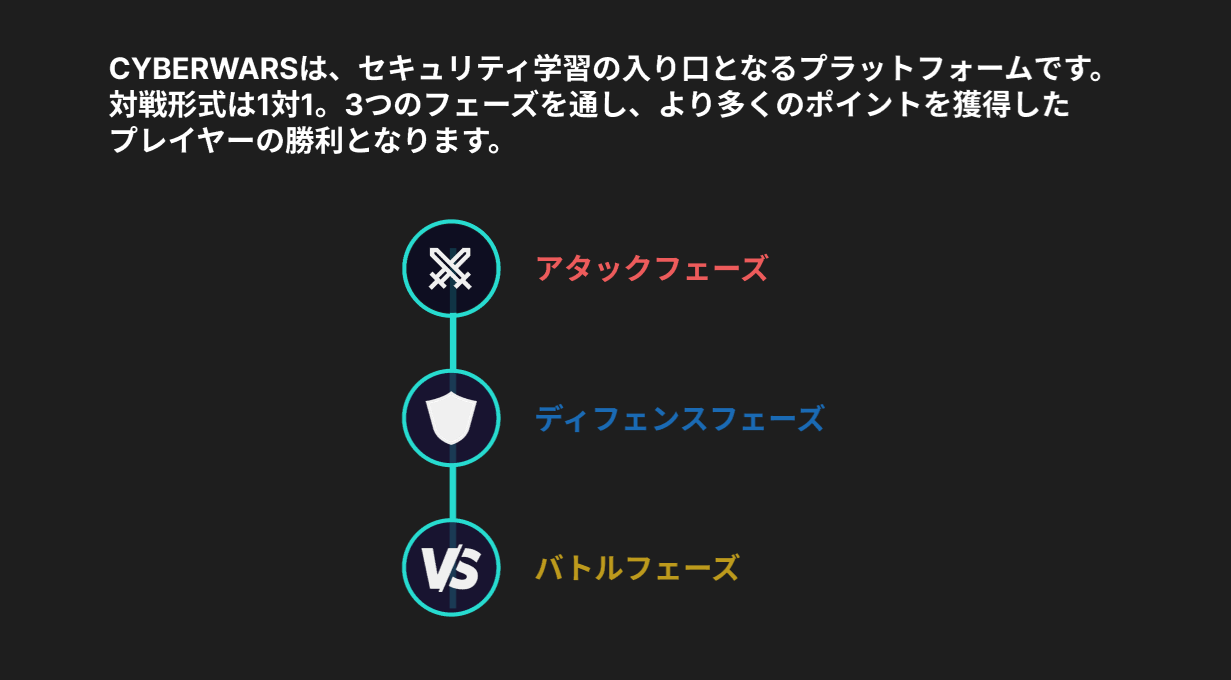 CYBERWARSは、セキュリティ学習の入り口となるプラットフォームです。
対戦形式は1対1。3つのフェーズを通し、より多くのポイントを獲得した
プレイヤーの勝利となります。
アタックフェーズ
ディフェンスフェーズ
VS
バトルフェーズ